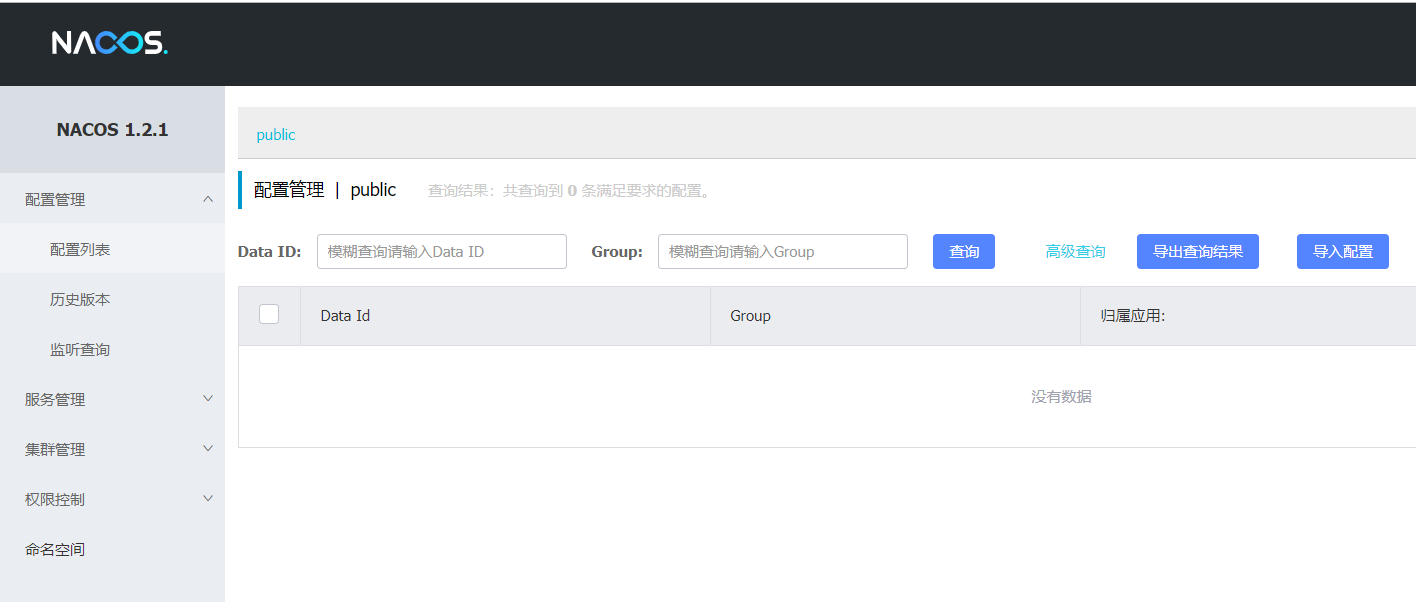 NACOS.
NACOS 1.2.1
配置管理
配置列表
历史版本
监听查询
服务管理
集群管理
权限控制
命名空间
public
配置管理 | public 查询结果：共查询到 0 条满足要求的配置。
Data ID: 模糊查询请输入Data ID Group: 模糊查询请输入Group 查询 高级查询 导出查询结果 导入配置
Data Id Group 归属应用:
没有数据